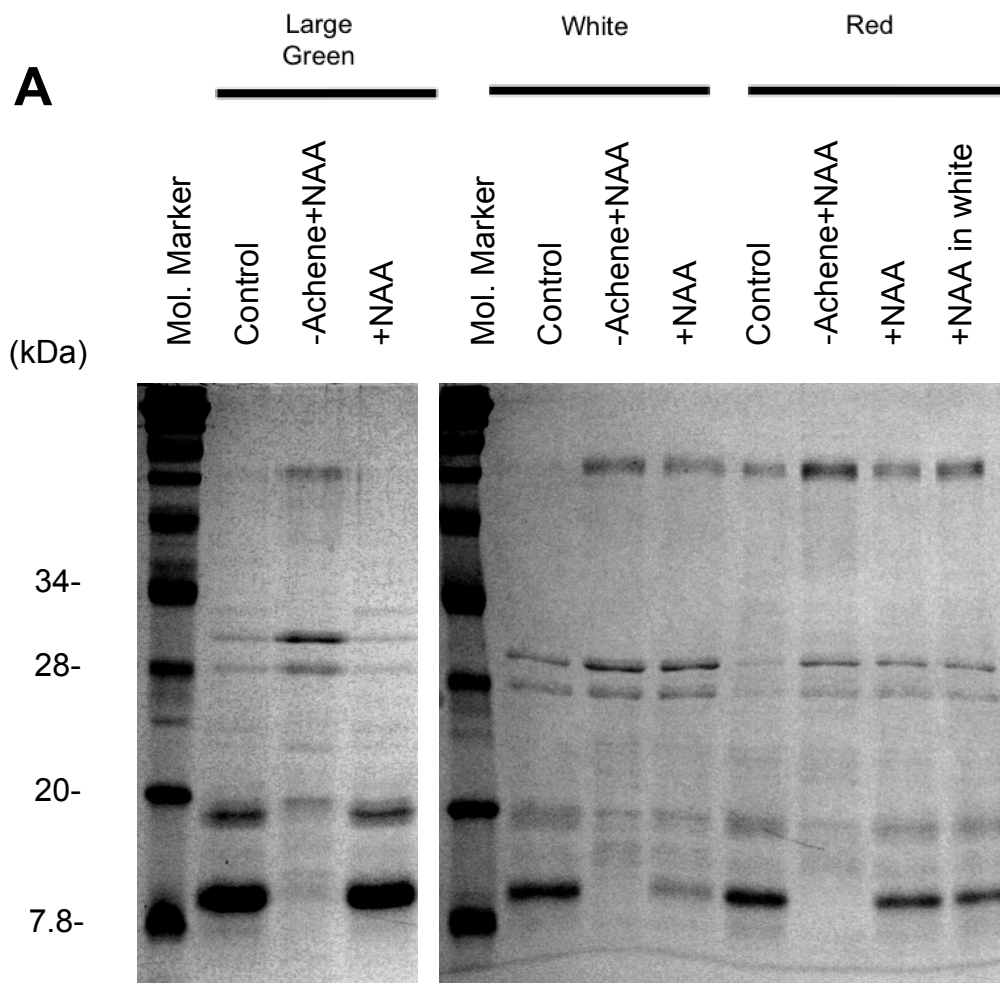 Large
Green
White
Red
A
Mol. Marker
Control
-Achene+NAA
+NAA
Mol. Marker
Control
-Achene+NAA
+NAA
Control
-Achene+NAA
+NAA
+NAA in white
(kDa)
34-
28-
20-
7.8-